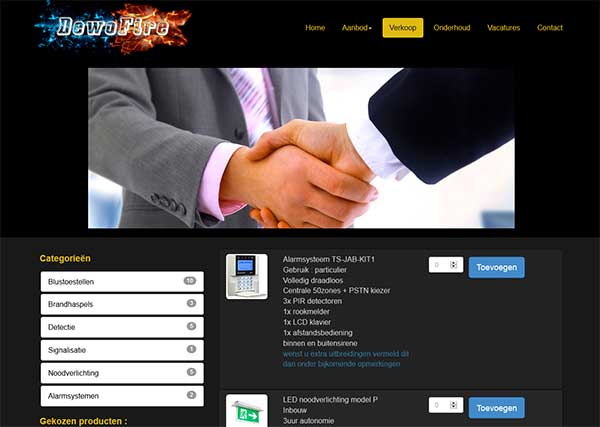 DewoFire
Home Aanbod Verkoop Onderhoud Vacatures Contact
Categorieën
Blustoestellen 10
Brandhaspels 3
Detectie 5
Signalisatie 1
Noodverlichting 5
Alarmsystemen 2
Gekozen producten :
Alarmsysteem TS-JAB-KIT1
Gebruik : particulier
Volledig draadloos
Centrale 50zones + PSTN kiezer
3x PIR detectoren
1x rookmelder
1x LCD klavier
1x afstandsbediening
binnen en buitensirene
wenst u extra uitbreidingen vermeld dit
dan onder bijkomende opmerkingen
0 Toevoegen
LED noodverlichting model P
Inbouw
3uur autonomie
0 Toevoegen